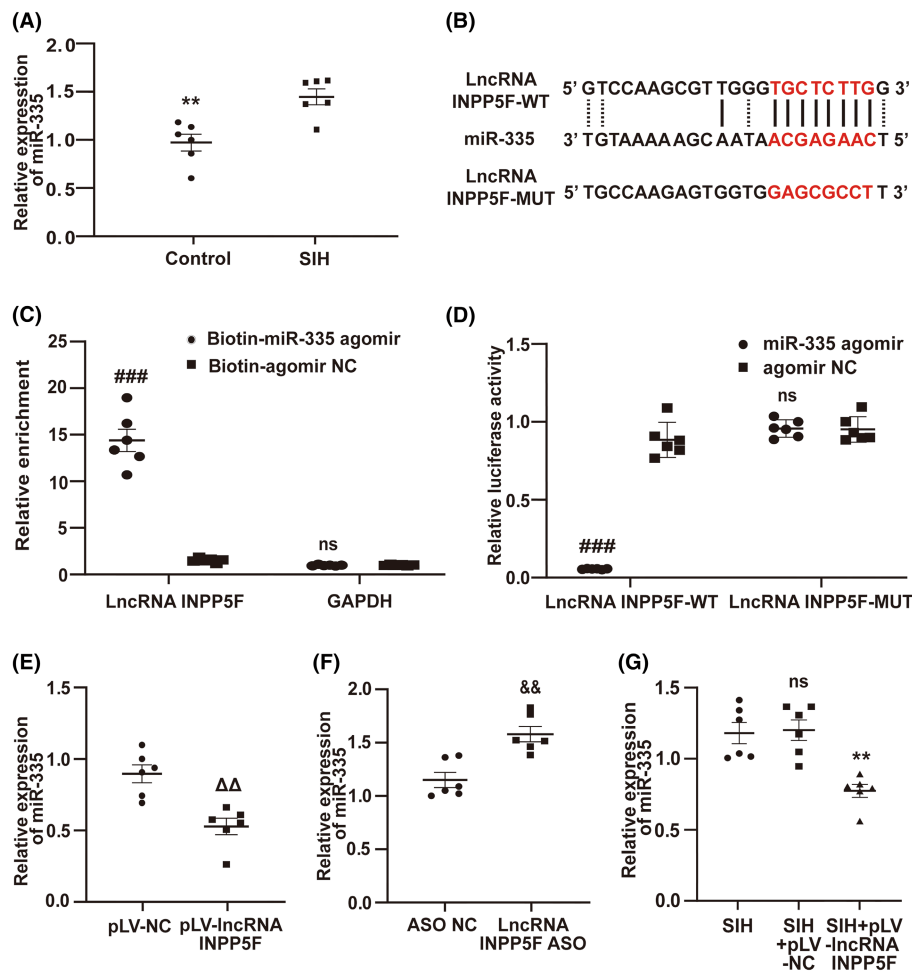 (A)
Relative expresstion
of miR-335
2.0
1.5
1.0
0.5
0.0
**
Control
SIH
(B)
LncRNA
INPP5F-WT
5' GTCCAAGCGTTGGGTGCTCTTGG 3'
miR-335
3' TGTAAAAAGCAATAACGAGAACT 5'
LncRNA
INPP5F-MUT
5' TGCCAAGAGTGGTGGAGCGCCTT 3'
(C)
Relative enrichment
25
20
15
10
5
0
Biotin-miR-335 agomir
Biotin-agomir NC
###
ns
LncRNA INPP5F
GAPDH
(D)
Relative luciferase activity
1.5
1.0
0.5
0.0
miR-335 agomir
agomir NC
ns
###
LncRNA INPP5F-WT
LncRNA INPP5F-MUT
(E)
Relative expression
of miR-335
1.5
1.0
0.5
0.0
ΔΔ
pLV-NC
pLV-lncRNA
INPP5F
(F)
Relative expression
of miR-335
2.0
1.5
1.0
0.5
0.0
&&
ASO NC
LncRNA
INPP5F ASO
(G)
Relative expression
of miR-335
1.5
1.0
0.5
0.0
ns
**
SIH
SIH
+pLV
-NC
SIH+pLV
-lncRNA
INPP5F